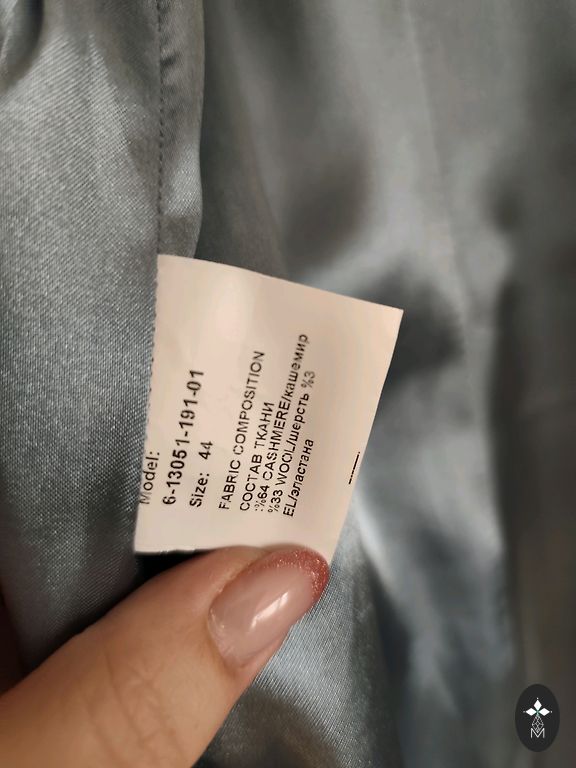 Model:
6-13051-191-01
Size: 44
FABRIC COMPOSITION
СОСТАВ ТКАНИ
:%64 CASHMERE/кашемир
%33 WOOL/шерсть %3
EL/эластана
M